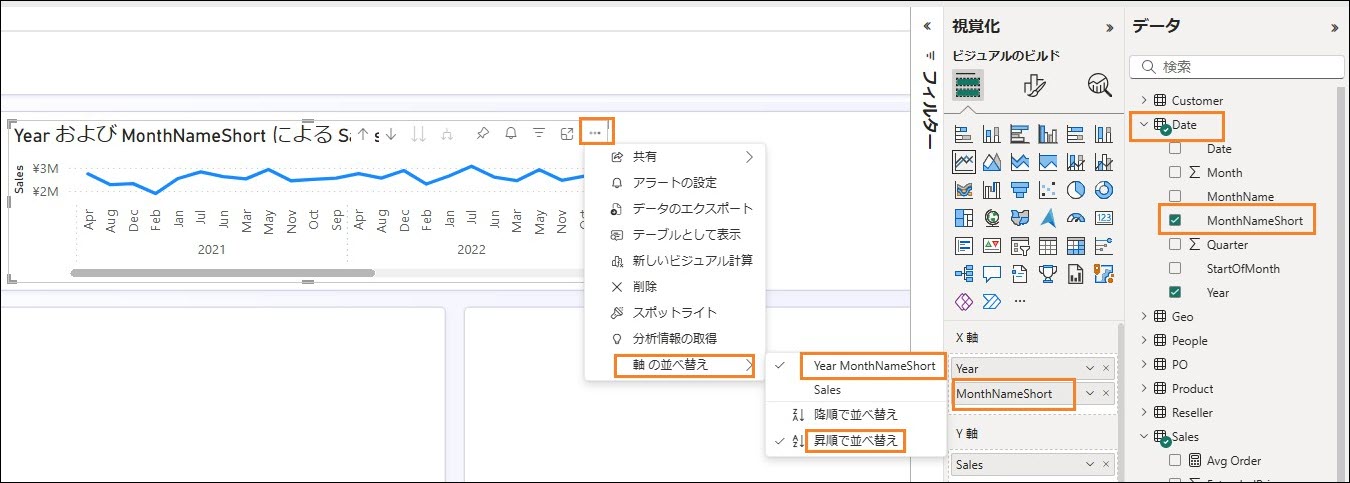 Year および MonthNameShort による Sa s
Sales
¥3M
¥2M
Apr
Aug
Dec
Feb
Jan
Jul
Jun
Mar
May
Nov
Oct
Sep
Apr
Aug
Dec
Feb
Jan
Jul
Jun
Mar
May
Nov
2021
2022
共有
アラートの設定
データのエクスポート
テーブルとして表示
新しいビジュアル計算
削除
スポットライト
分析情報の取得
軸 の並べ替え
Year MonthNameShort
Sales
降順で並べ替え
昇順で並べ替え
フィルター
視覚化
ビジュアルのビルド
123
X 軸
Year
MonthNameShort
Y 軸
Sales
データ
検索
Customer
Date
Date
Month
MonthName
MonthNameShort
Quarter
StartOfMonth
Year
Geo
People
PO
Product
Reseller
Sales
Avg Order